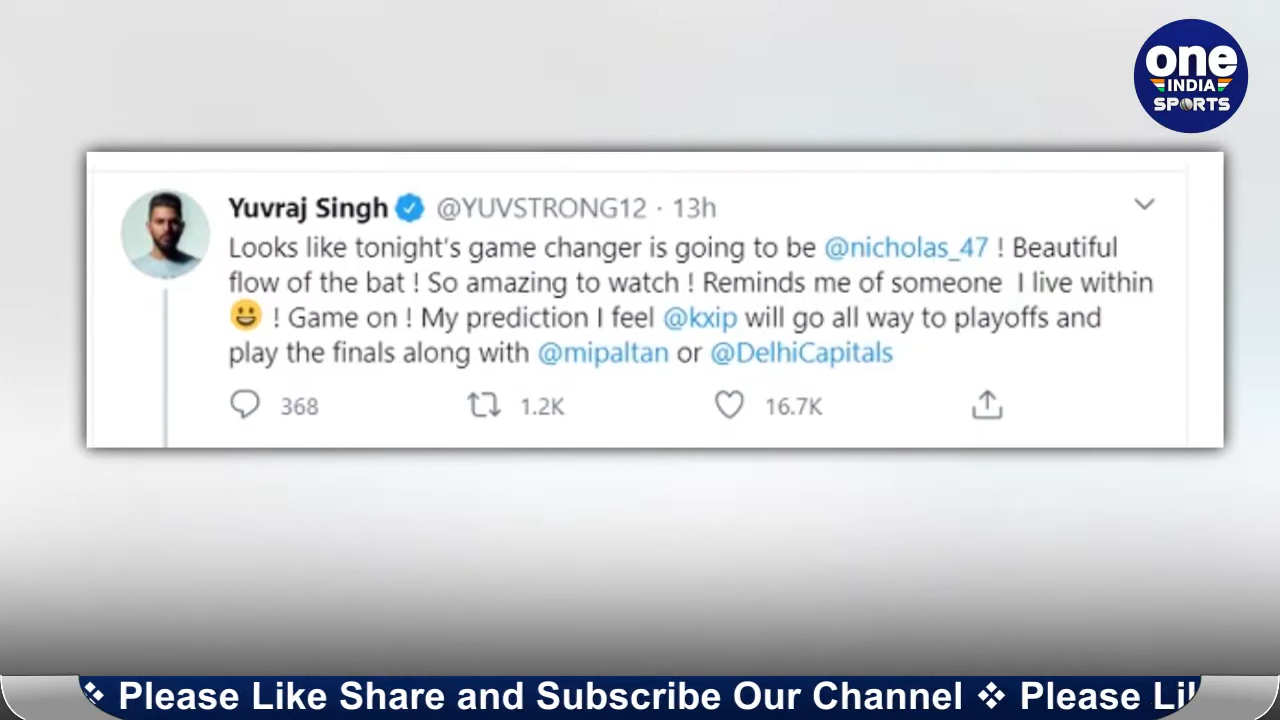 one
INDIA
SPORTS
Yuvraj Singh @YUVSTRONG12 · 13h
Looks like tonight's game changer is going to be @nicholas_47 ! Beautiful
flow of the bat ! So amazing to watch ! Reminds me of someone I live within
😀 ! Game on ! My prediction I feel @kxip will go all way to playoffs and
play the finals along with @mipaltan or @DelhiCapitals
368 1.2K 16.7K
❖ Please Like Share and Subscribe Our Channel ❖ Please Lik